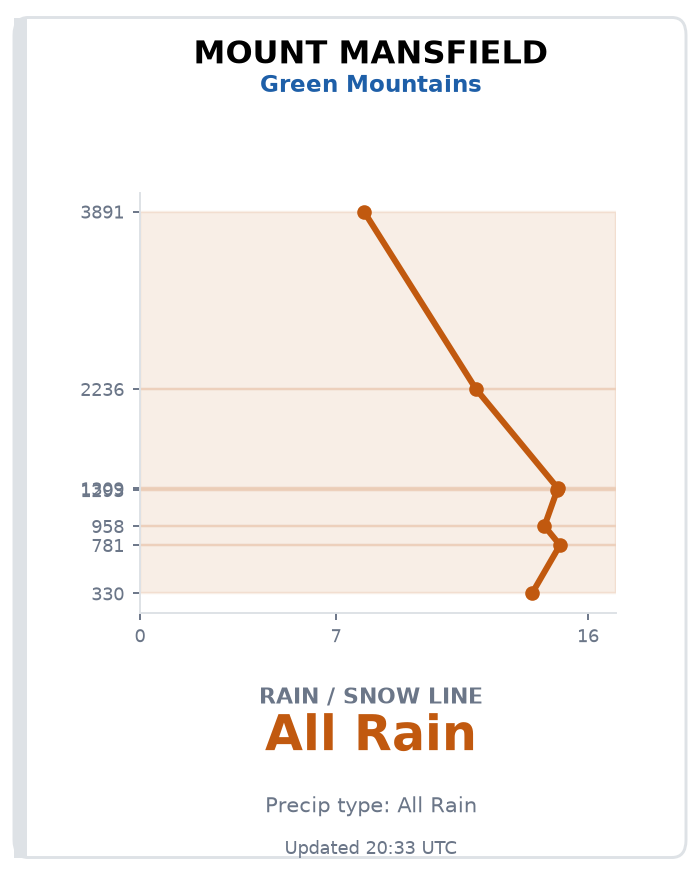 MOUNT MANSFIELD
Green Mountains
3891
2236
958
781
330
0 7 16
RAIN / SNOW LINE
All Rain
Precip type: All Rain
Updated 20:33 UTC